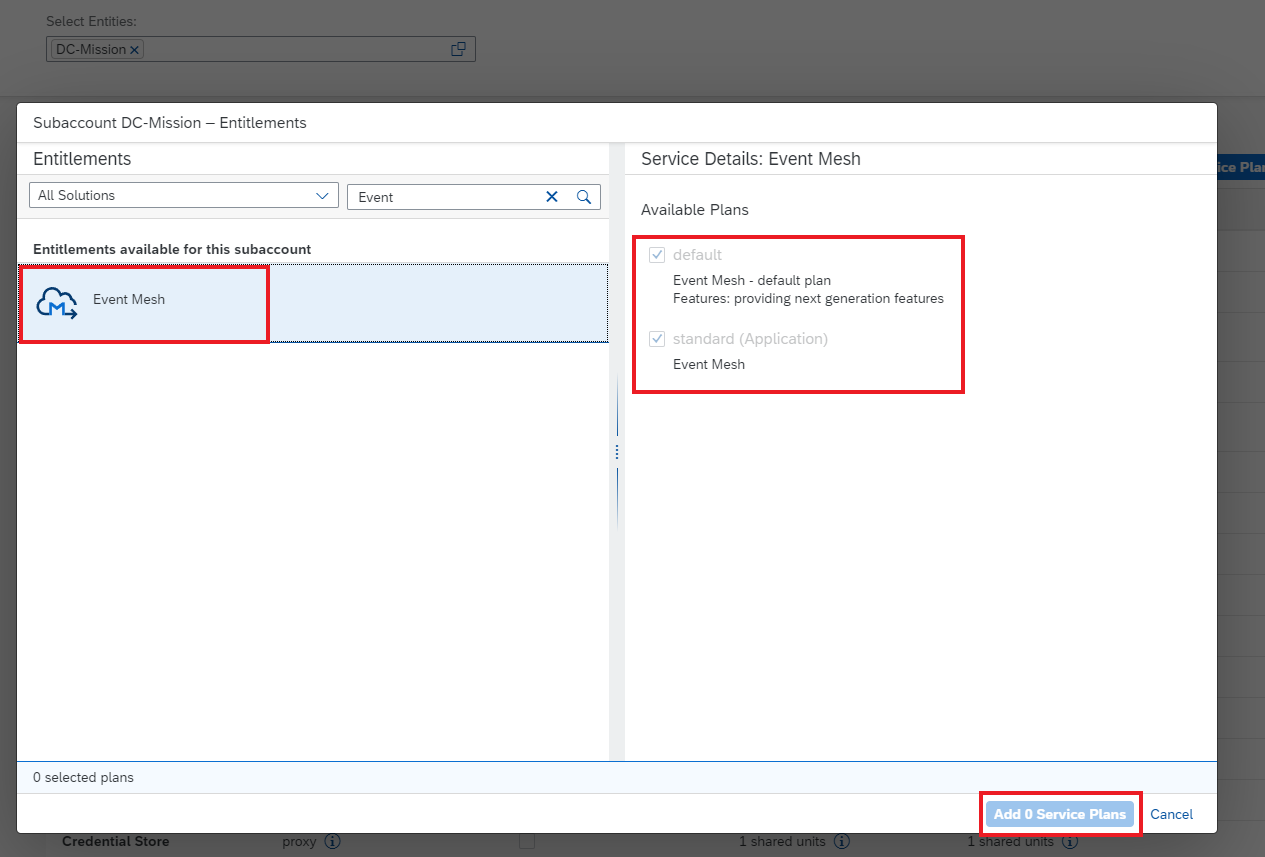 Select Entities:
DC-Mission
Subaccount DC-Mission – Entitlements
Entitlements
All Solutions
Event
Entitlements available for this subaccount
Event Mesh
0 selected plans
Service Details: Event Mesh
Available Plans
default
Event Mesh - default plan
Features: providing next generation features
standard (Application)
Event Mesh
Add 0 Service Plans
Cancel
Credential Store
proxy
1 shared units
1 shared units